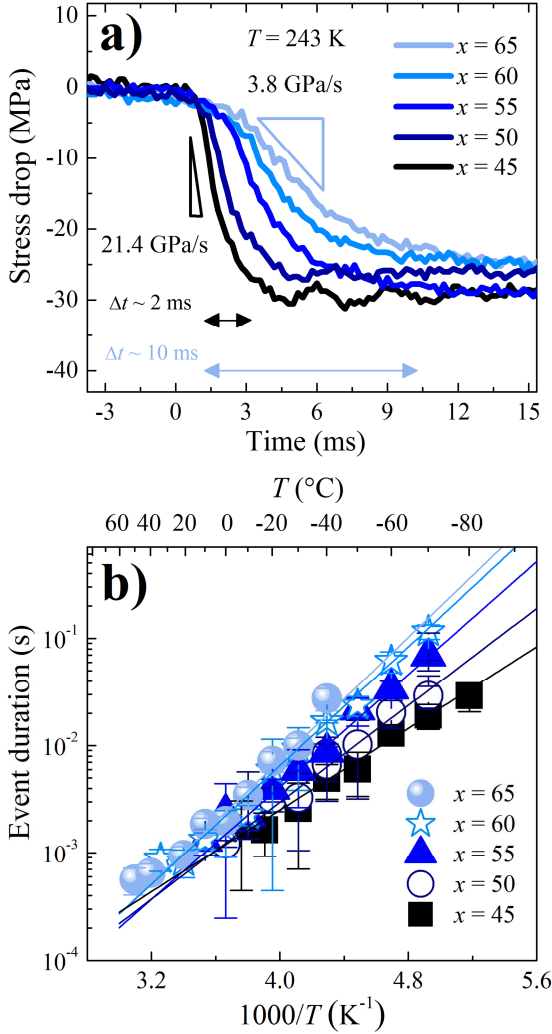 a)
T = 243 K
3.8 GPa/s
x = 65
x = 60
x = 55
x = 50
x = 45
0
-10
-20
-30
-40
Stress drop (MPa)
21.4 GPa/s
Δt ~ 2 ms
Δt ~ 10 ms
-3 0 3 6 9 12 15
Time (ms)
T (°C)
60 40 20 0 -20 -40 -60 -80
b)
10⁻¹
10⁻²
10⁻³
10⁻⁴
Event duration (s)
x = 65
x = 60
x = 55
x = 50
x = 45
3.2 4.0 4.8 5.6
1000/T (K⁻¹)